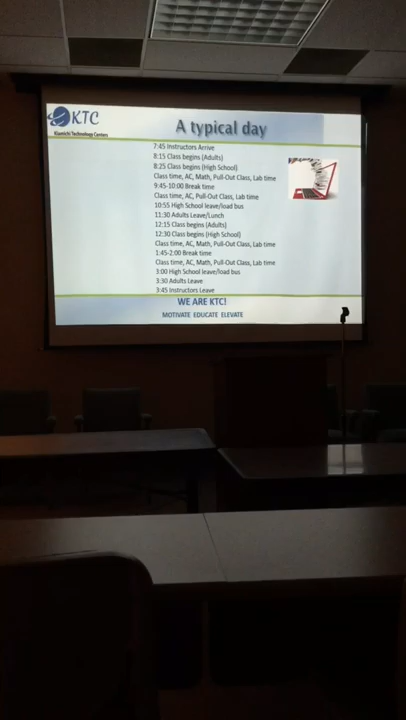 KTC
Kiamichi Technology Centers
A typical day
7:45 Instructors Arrive
8:15 Class begins (Adults)
8:25 Class begins (High School)
Class time, AC, Math, Pull-Out Class, Lab time
9:45-10:00 Break time
Class time, AC, Pull-Out Class, Lab time
10:55 High School leave/load bus
11:30 Adults Leave/Lunch
12:15 Class begins (Adults)
12:30 Class begins (High School)
Class time, AC, Math, Pull-Out Class, Lab time
1:45-2:00 Break time
Class time, AC, Math, Pull-Out Class, Lab time
3:00 High School leave/load bus
3:30 Adults Leave
3:45 Instructors Leave
WE ARE KTC!
MOTIVATE EDUCATE ELEVATE